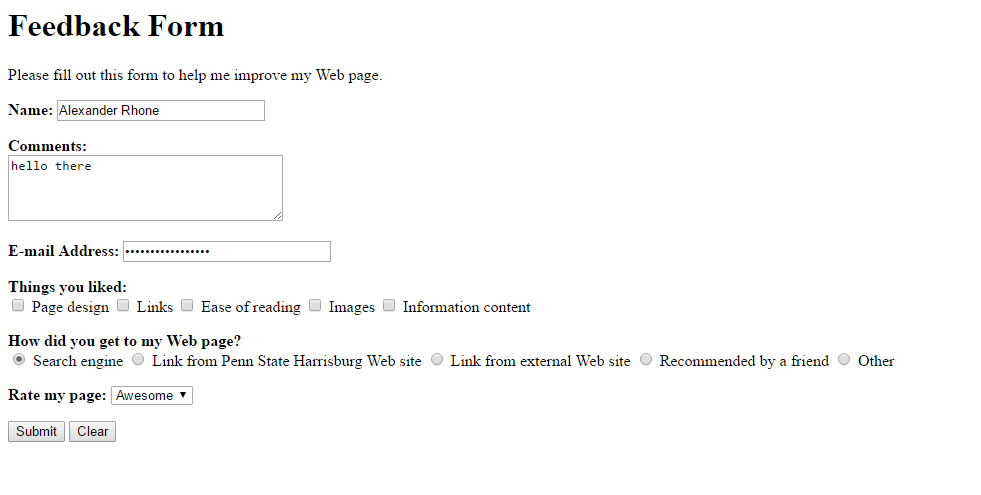 Feedback Form
Please fill out this form to help me improve my Web page.
Name: Alexander Rhone
Comments:
hello there
E-mail Address: •••••••••••••••••
Things you liked:
Page design Links Ease of reading Images Information content
How did you get to my Web page?
Search engine Link from Penn State Harrisburg Web site Link from external Web site Recommended by a friend Other
Rate my page: Awesome
Submit Clear